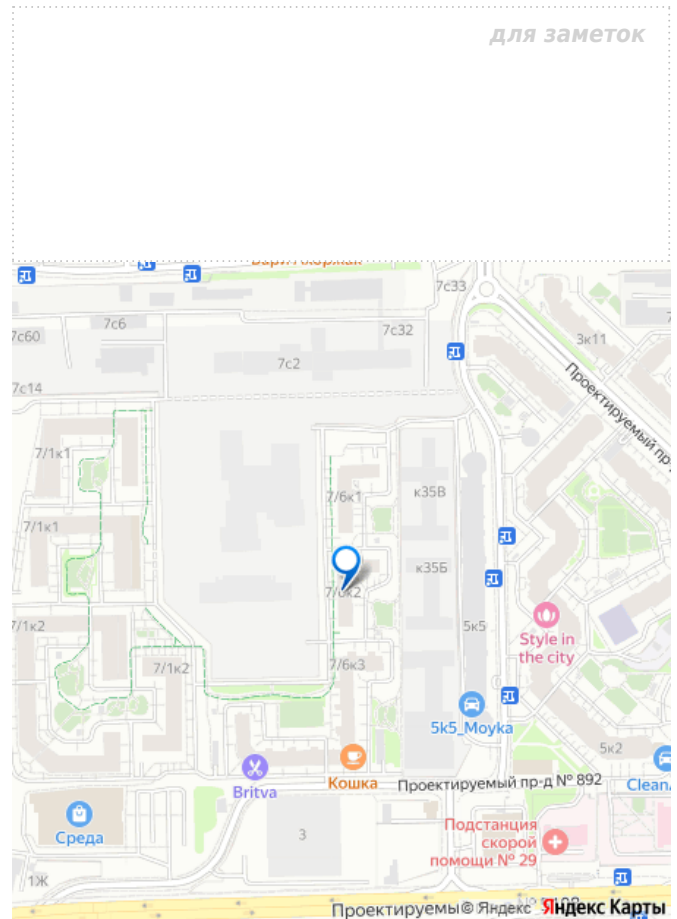 для заметок
7с33
7с6
7с32
3к11
7с60
7с2
7с14
Проектируемый пр.
7/1к1
7/6к1
к35В
7/1к1
к35Б
7/6к2
7/1к2
5к5
Style in
the city
7/1к2
7/6к3
5k5_Moyka
5к2
Britva
Кошка
Проектируемый пр-д № 892
Clean
Среда
3
Подстанция
скорой
помощи № 29
1Ж
Проектируемы
© Яндекс
Яндекс Карты